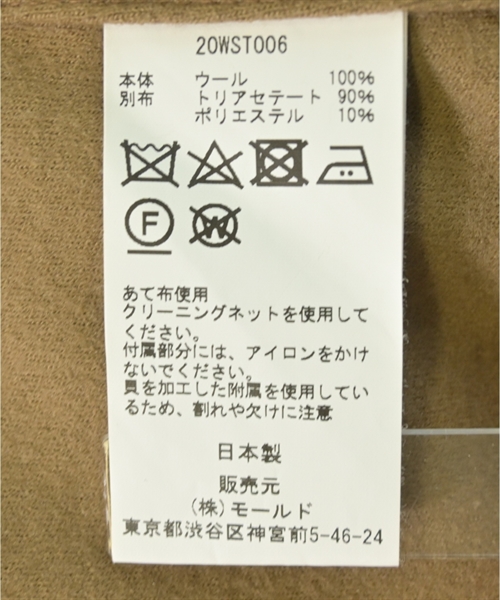 20WST006
本体 ウール 100%
別布 トリアセテート 90%
ポリエステル 10%
F W
あて布使用
クリーニングネットを使用して
ください。
付属部分には、アイロンをかけ
ないでください。
貝を加工した附属を使用してい
るため、割れや欠けに注意
日本製
販売元
(株)モールド
東京都渋谷区神宮前5-46-24